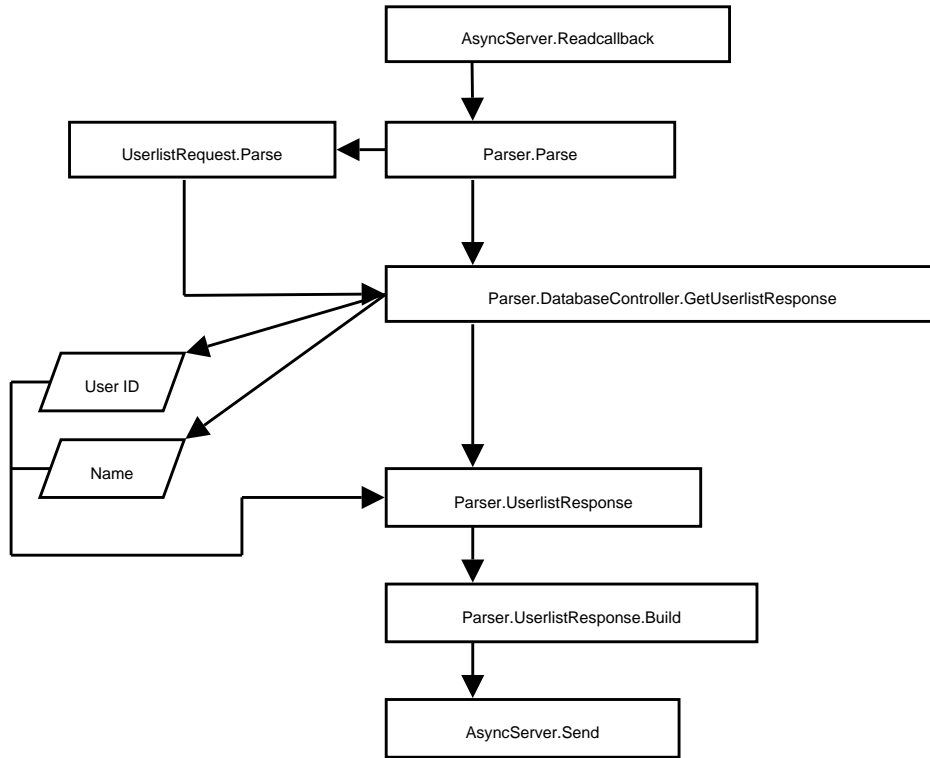 AsyncServer.Readcallback
UserlistRequest.Parse
Parser.Parse
Parser.DatabaseController.GetUserlistResponse
User ID
Name
Parser.UserlistResponse
Parser.UserlistResponse.Build
AsyncServer.Send